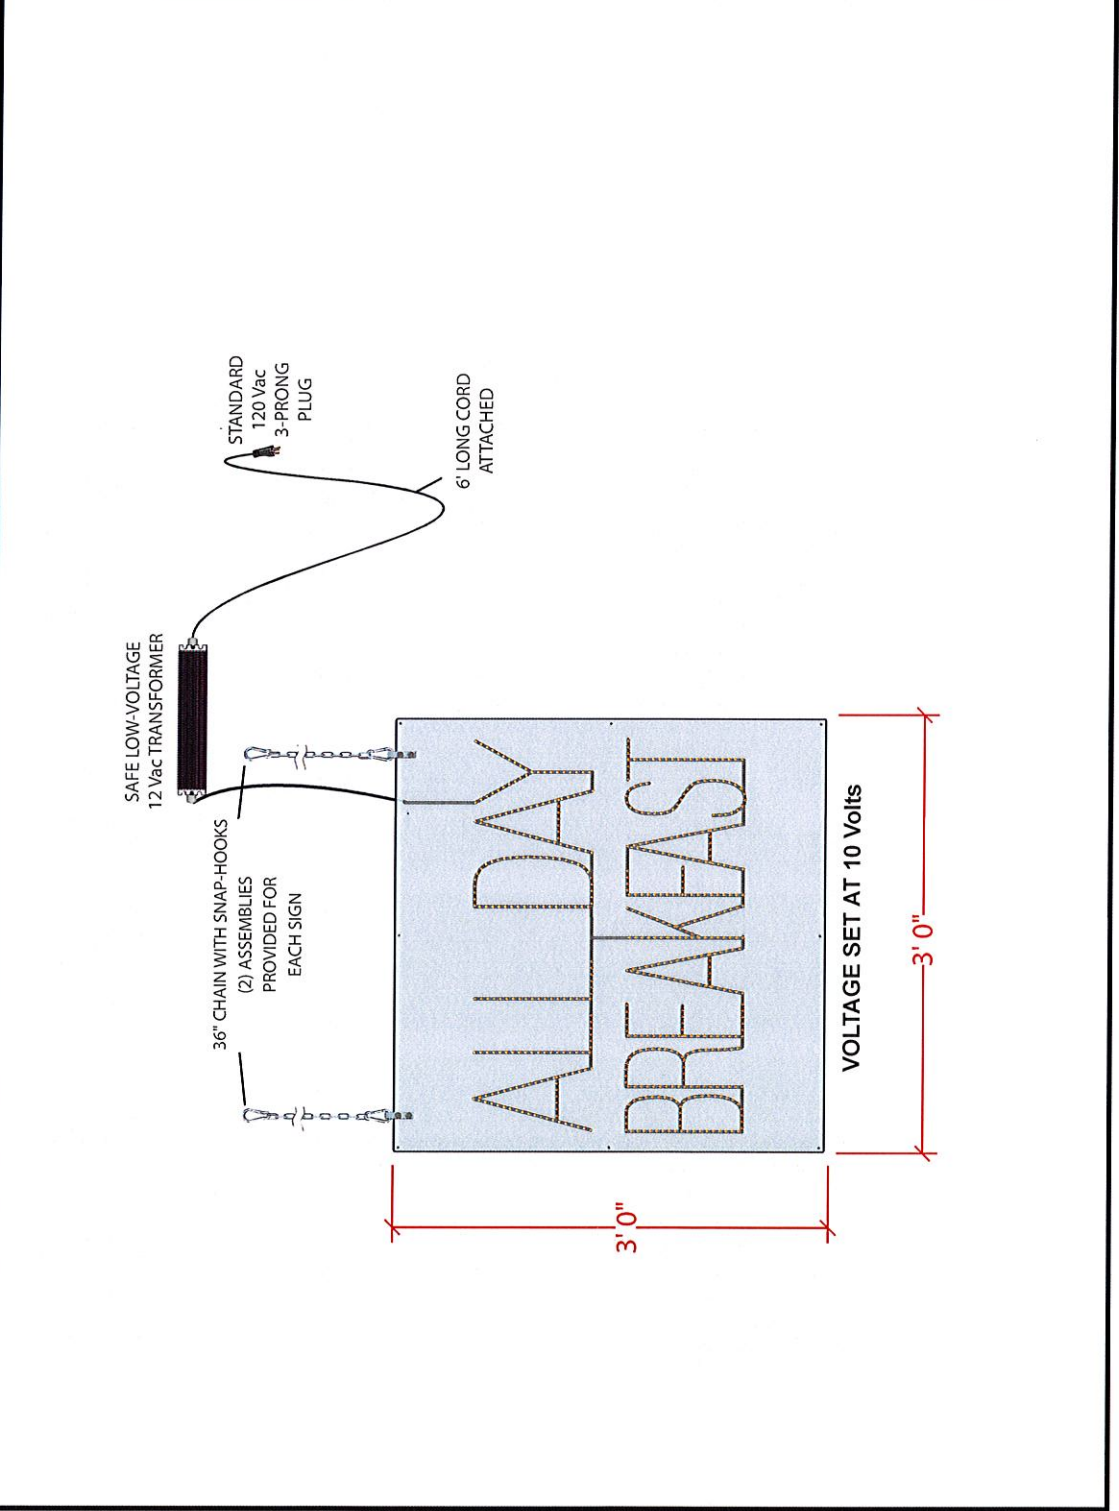 SAFE LOW-VOLTAGE
12 Vac TRANSFORMER
STANDARD
120 Vac
3-PRONG
PLUG
36" CHAIN WITH SNAP-HOOKS
(2) ASSEMBLIES
PROVIDED FOR
EACH SIGN
6' LONG CORD
ATTACHED
ALL DAY
BREAKFAST
3' 0"
VOLTAGE SET AT 10 Volts
3' 0"